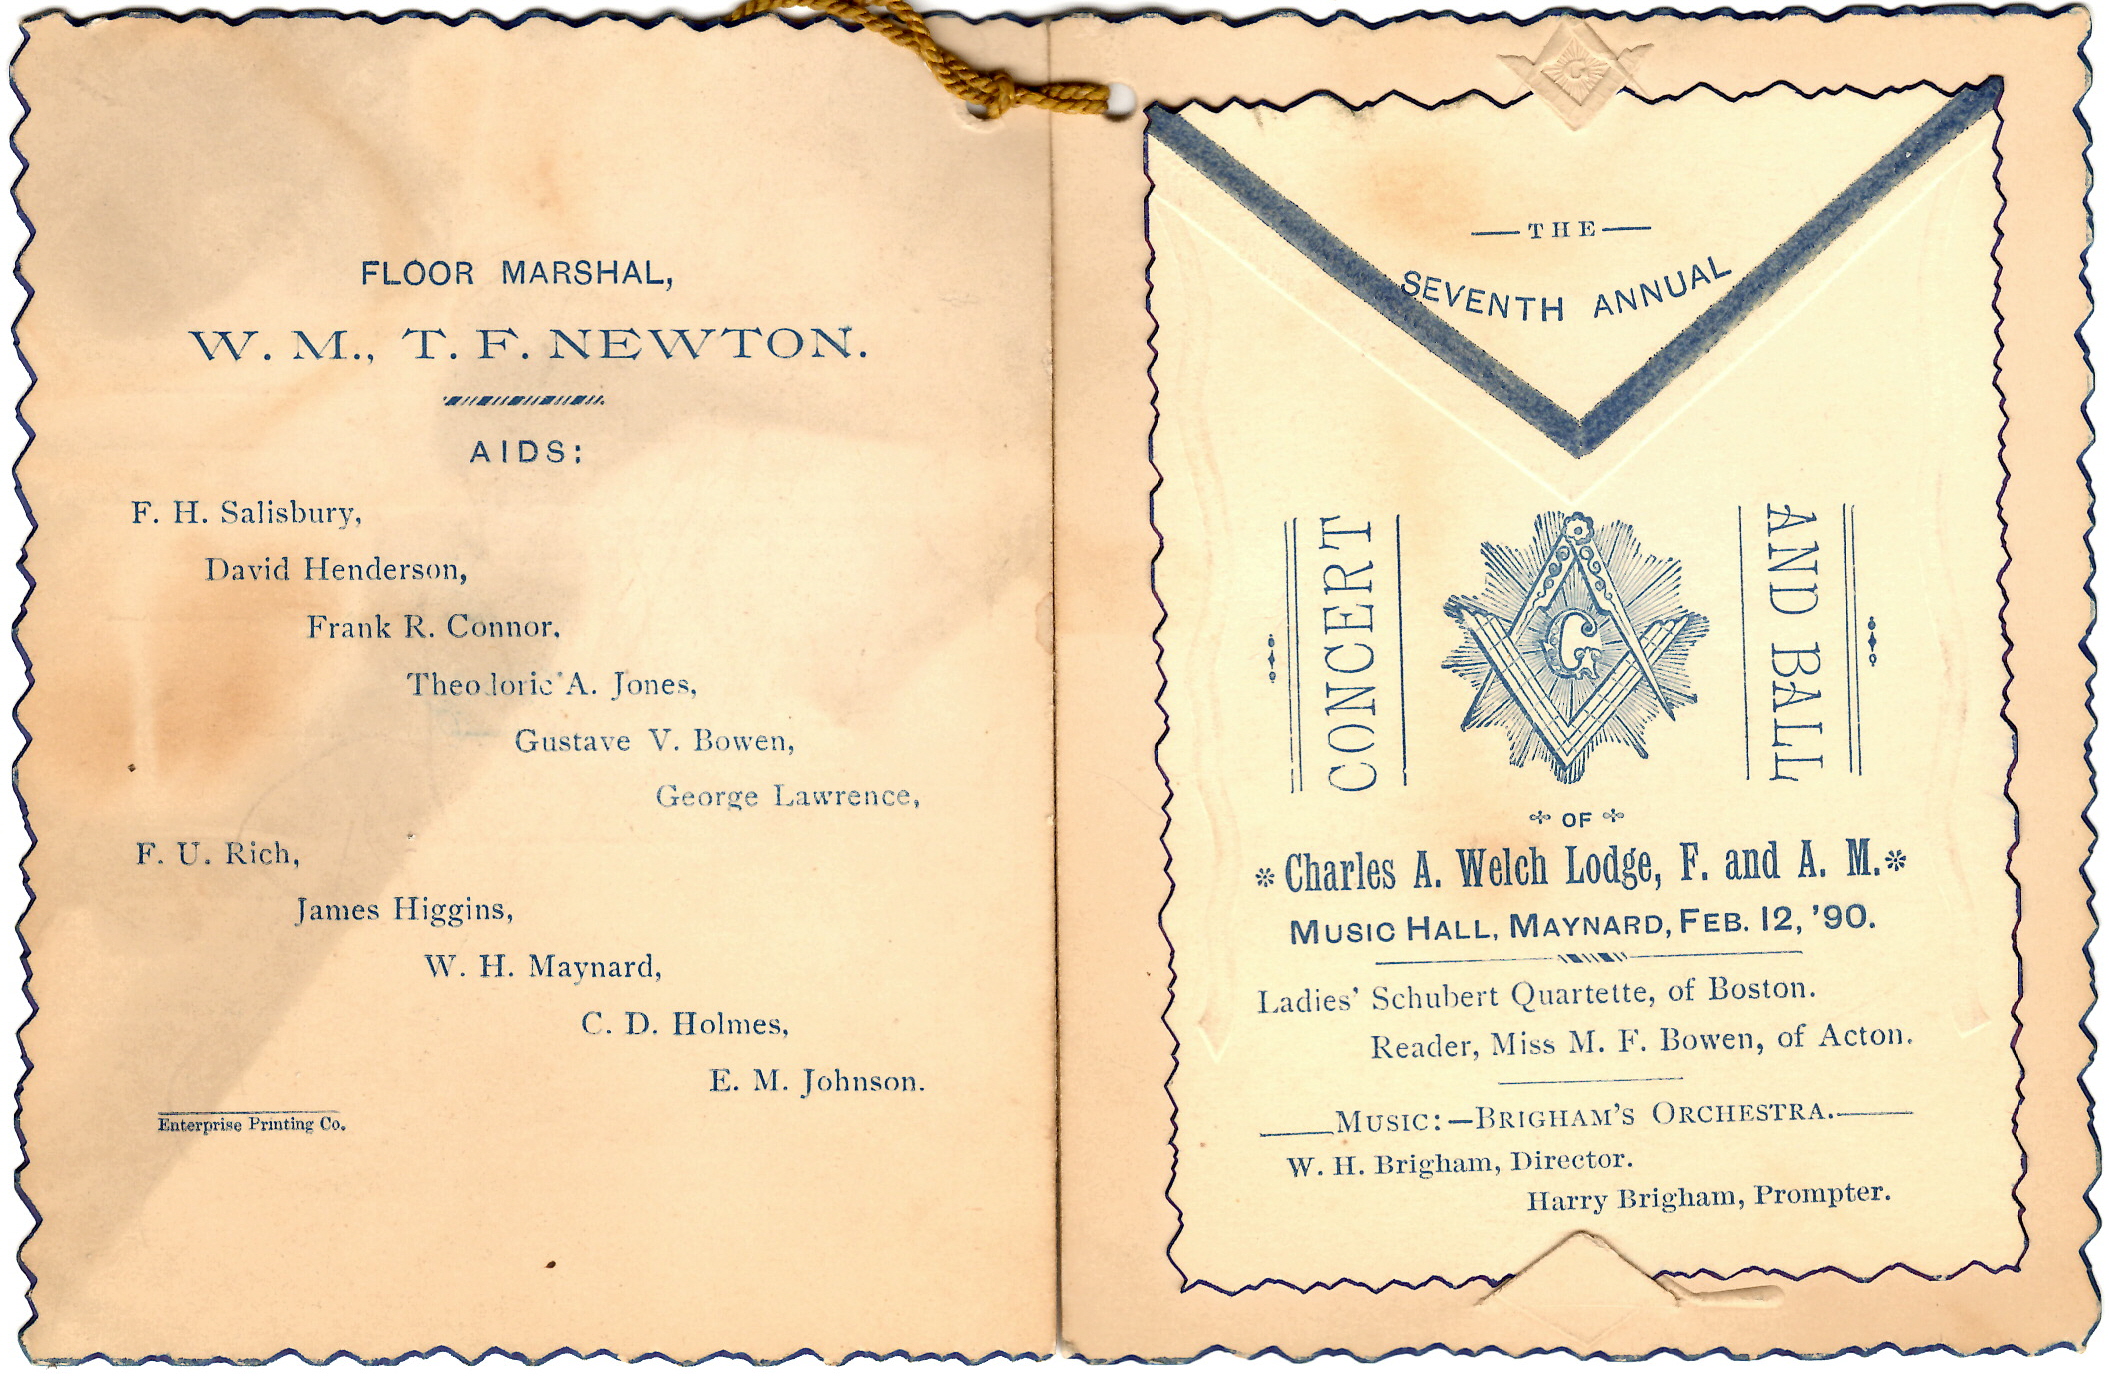 FLOOR MARSHAL,
W. M., T. F. NEWTON.
AIDS:
F. H. Salisbury,
David Henderson,
Frank R. Connor,
Theodoric A. Jones,
Gustave V. Bowen,
George Lawrence,
F. U. Rich,
James Higgins,
W. H. Maynard,
C. D. Holmes,
E. M. Johnson.
Enterprise Printing Co.
G
—THE—
SEVENTH ANNUAL
CONCERT
G
AND BALL
OF
* Charles A. Welch Lodge, F. and A. M. *
MUSIC HALL, MAYNARD, FEB. 12, '90.
Ladies' Schubert Quartette, of Boston.
Reader, Miss M. F. Bowen, of Acton.
MUSIC:—BRIGHAM'S ORCHESTRA.
W. H. Brigham, Director.
Harry Brigham, Prompter.